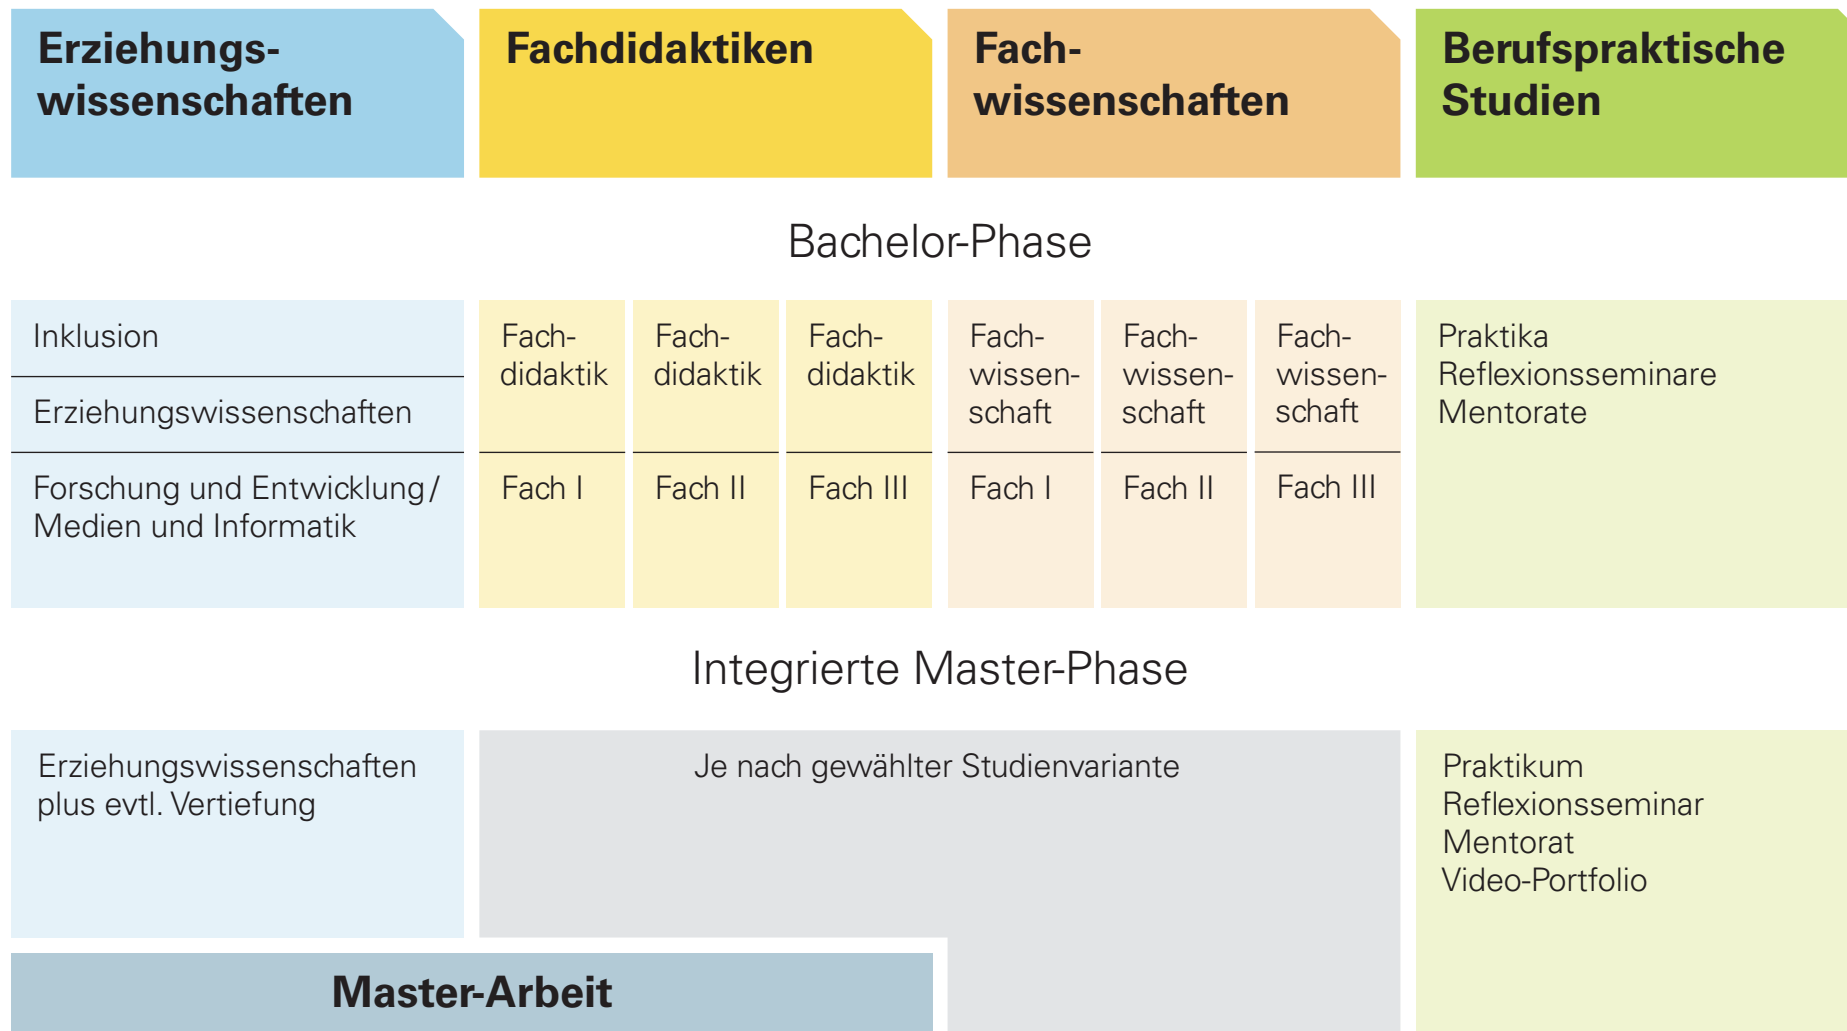 Erziehungs-
wissenschaften
Fachdidaktiken
Fach-
wissenschaften
Berufspraktische
Studien
Bachelor-Phase
Inklusion
Erziehungswissenschaften
Forschung und Entwicklung/
Medien und Informatik
Fach-
didaktik
Fach I
Fach-
didaktik
Fach II
Fach-
didaktik
Fach III
Fach-
wissen-
schaft
Fach I
Fach-
wissen-
schaft
Fach II
Fach-
wissen-
schaft
Fach III
Praktika
Reflexionsseminare
Mentorate
Integrierte Master-Phase
Erziehungswissenschaften
plus evtl. Vertiefung
Je nach gewählter Studienvariante
Praktikum
Reflexionsseminar
Mentorat
Video-Portfolio
Master-Arbeit